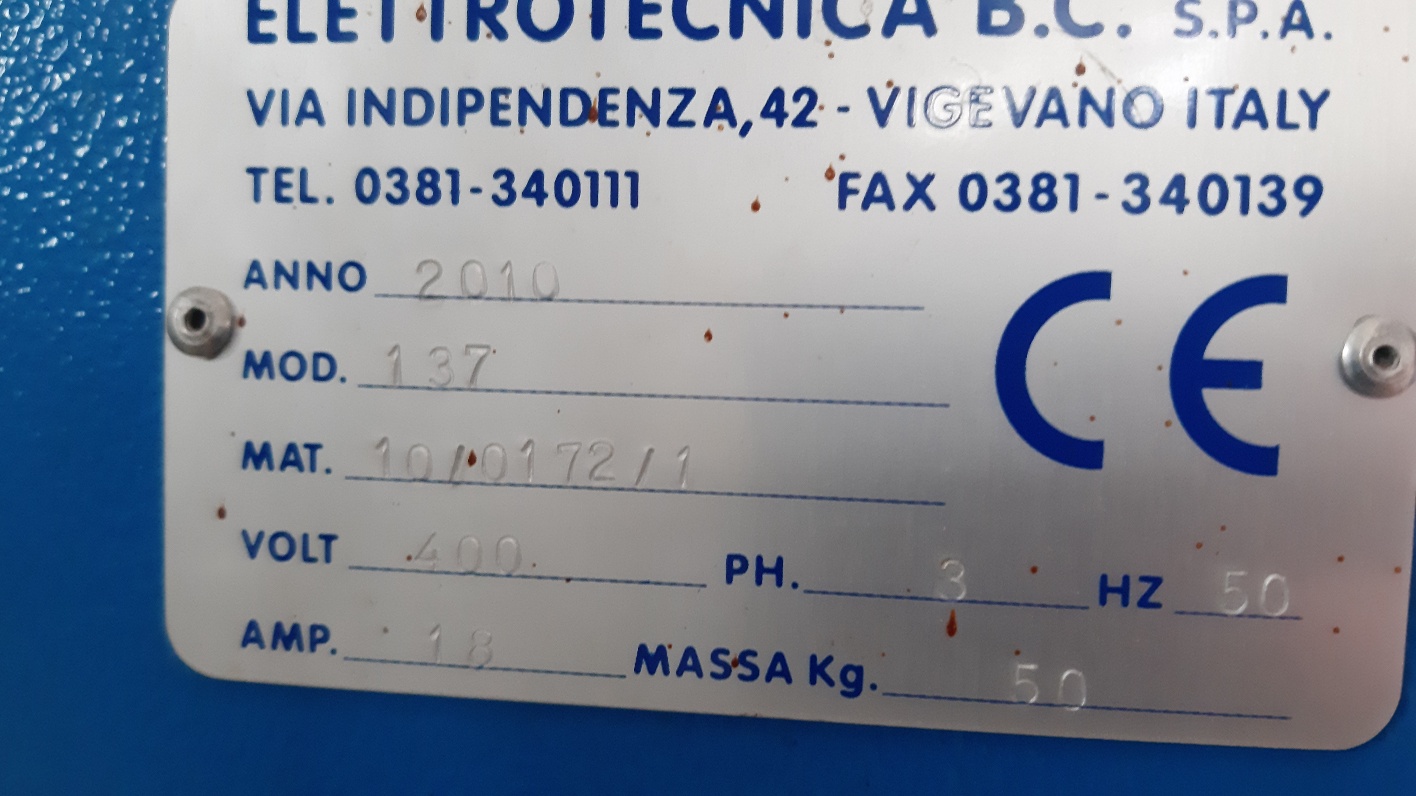 ELETTROTECNICA B.C. S.P.A.
VIA INDIPENDENZA,42 - VIGEVANO ITALY
TEL. 0381-340111 FAX 0381-340139
ANNO 2010
MOD. 137
CE
MAT. 10/0172/1
VOLT 400 PH. 3 HZ 50
AMP. 18 MASSA Kg. 50